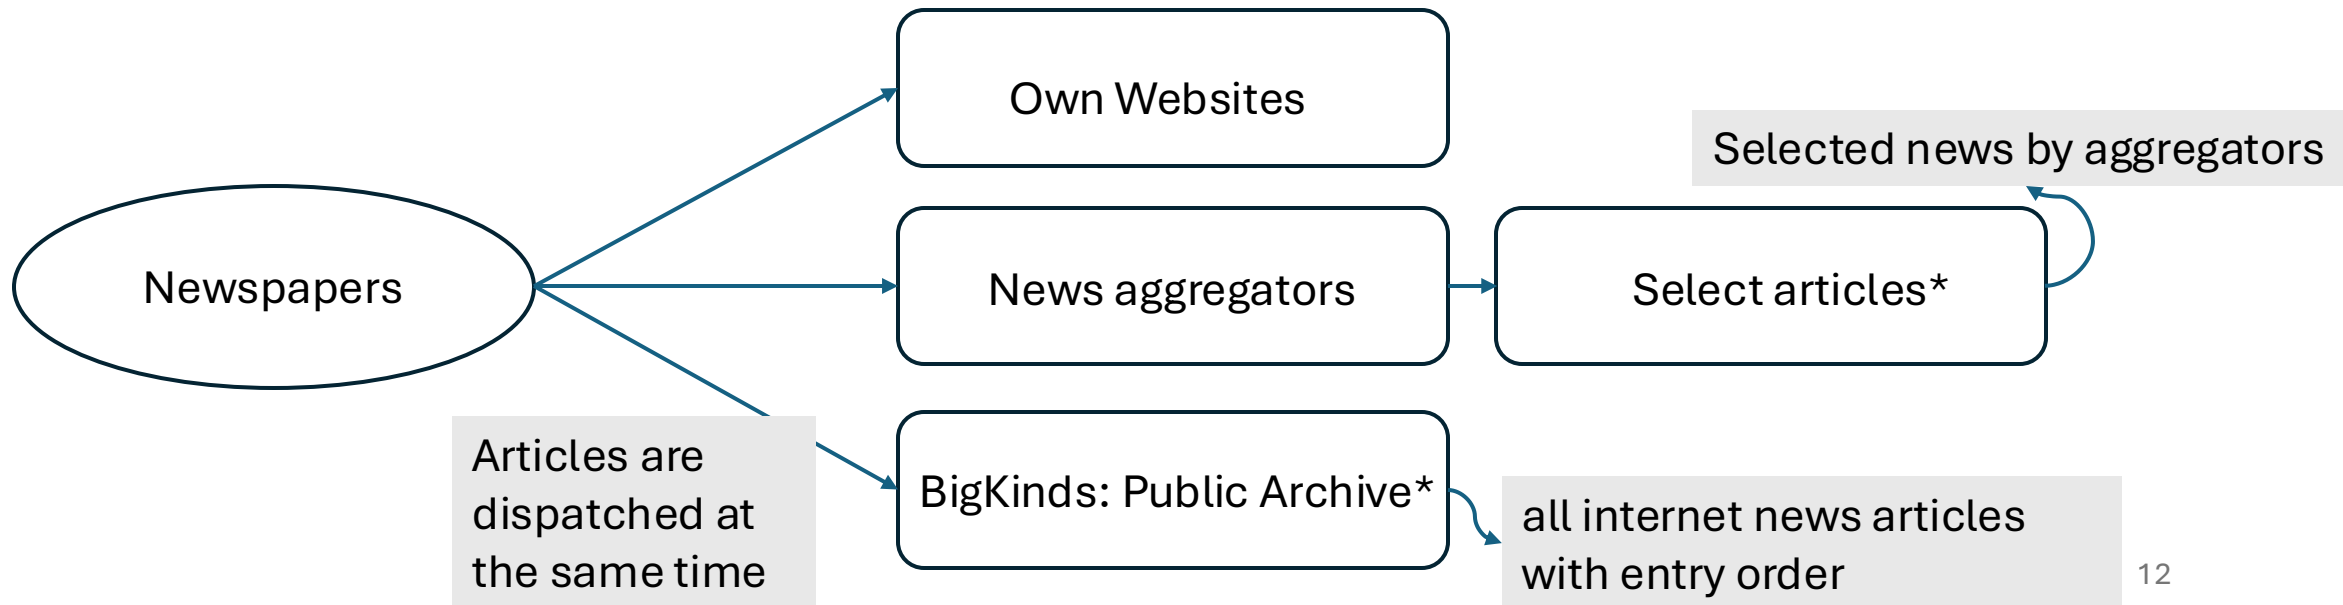 Own Websites
Selected news by aggregators
Newspapers
News aggregators
Select articles*
Articles are
dispatched at
the same time
BigKinds: Public Archive*
all internet news articles
with entry order
12